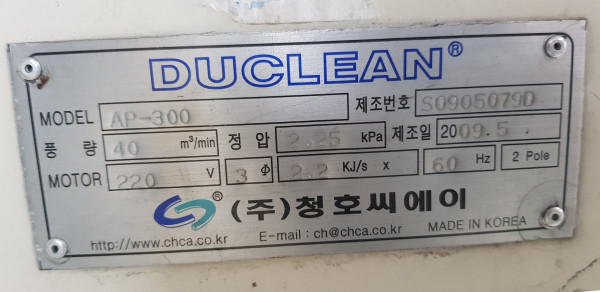 DUCLEAN®
MODEL AP-300 제조번호 S0905079D
풍 량 40 m³/min 정 압 2.25 kPa 제조일 2009.5.
MOTOR 220 V 3 Φ 2.2 KJ/s x 60 Hz 2 Pole
® (주)청호씨에이
http://www.chca.co.kr E-mail : ch@chca.co.kr MADE IN KOREA